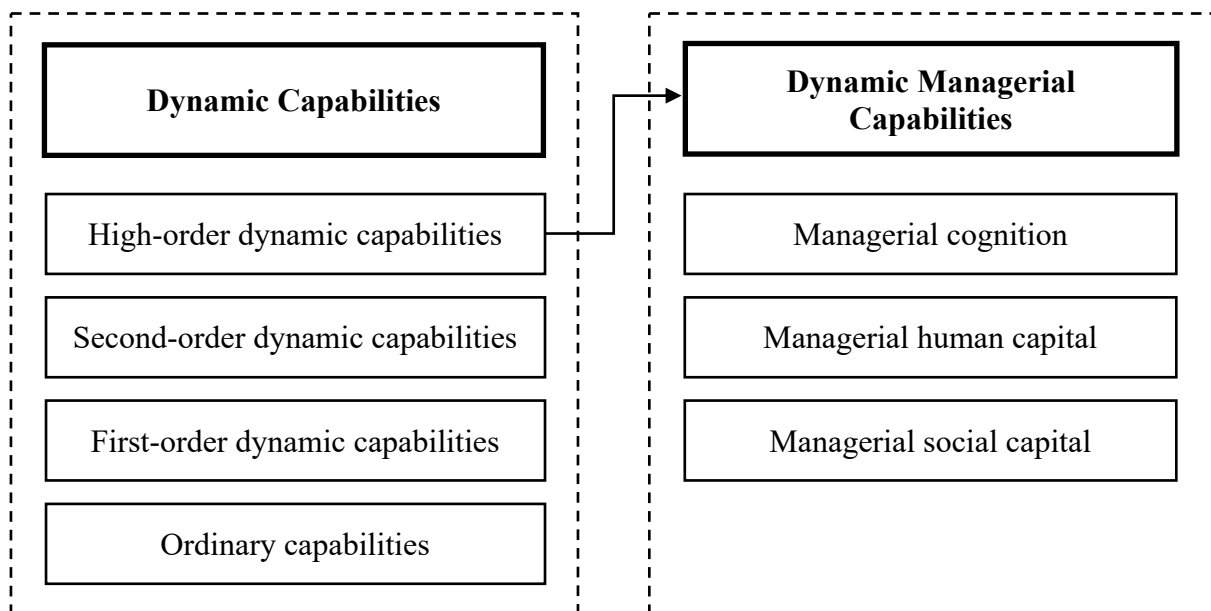 Dynamic Capabilities
High-order dynamic capabilities
Second-order dynamic capabilities
First-order dynamic capabilities
Ordinary capabilities
Dynamic Managerial
Capabilities
Managerial cognition
Managerial human capital
Managerial social capital